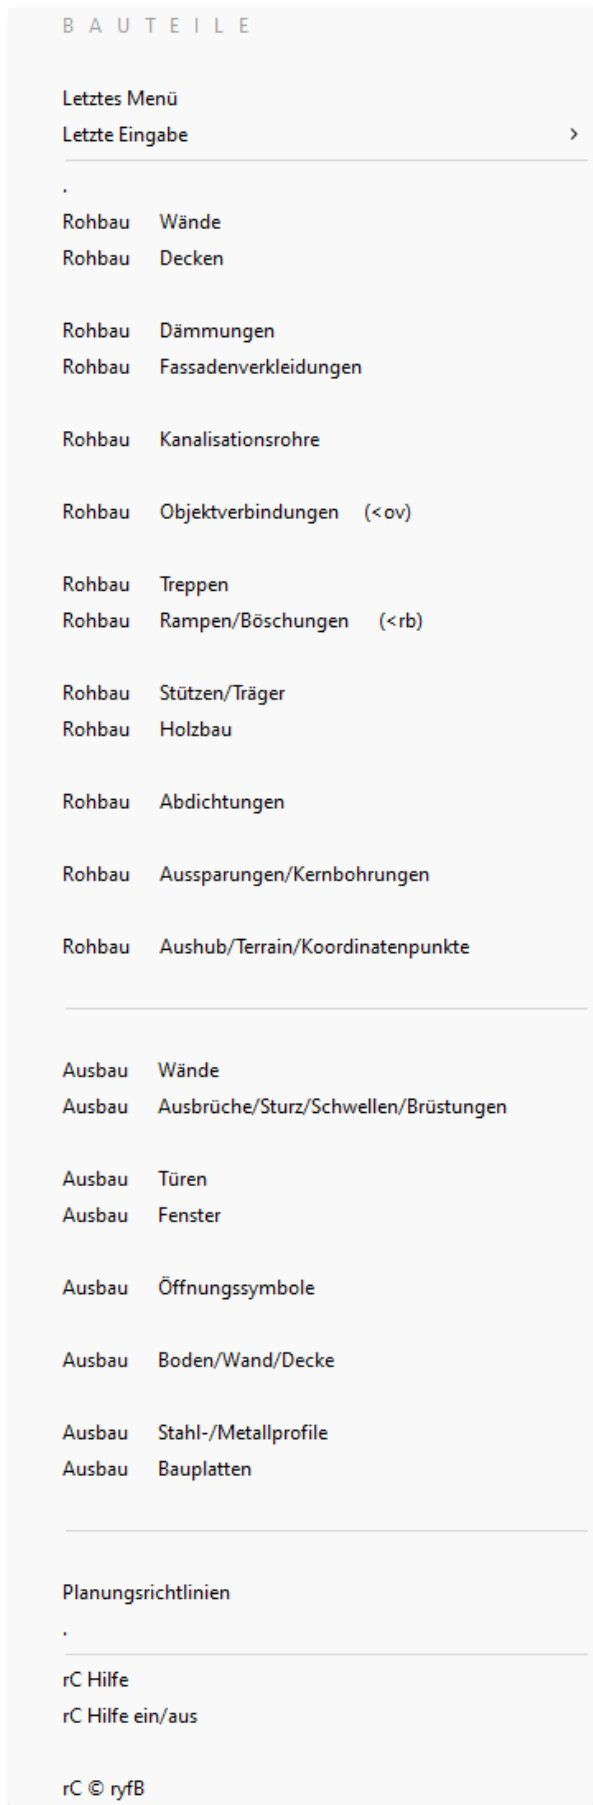 BAUTEILE
Letztes Menü
Letzte Eingabe >
.
Rohbau Wände
Rohbau Decken
Rohbau Dämmungen
Rohbau Fassadenverkleidungen
Rohbau Kanalisationsrohre
Rohbau Objektverbindungen (<ov)
Rohbau Treppen
Rohbau Rampen/Böschungen (<rb)
Rohbau Stützen/Träger
Rohbau Holzbau
Rohbau Abdichtungen
Rohbau Aussparungen/Kernbohrungen
Rohbau Aushub/Terrain/Koordinatenpunkte
Ausbau Wände
Ausbau Ausbrüche/Sturz/Schwellen/Brüstungen
Ausbau Türen
Ausbau Fenster
Ausbau Öffnungssymbole
Ausbau Boden/Wand/Decke
Ausbau Stahl-/Metallprofile
Ausbau Bauplatten
Planungsrichtlinien
.
rC Hilfe
rC Hilfe ein/aus
rC © ryfB